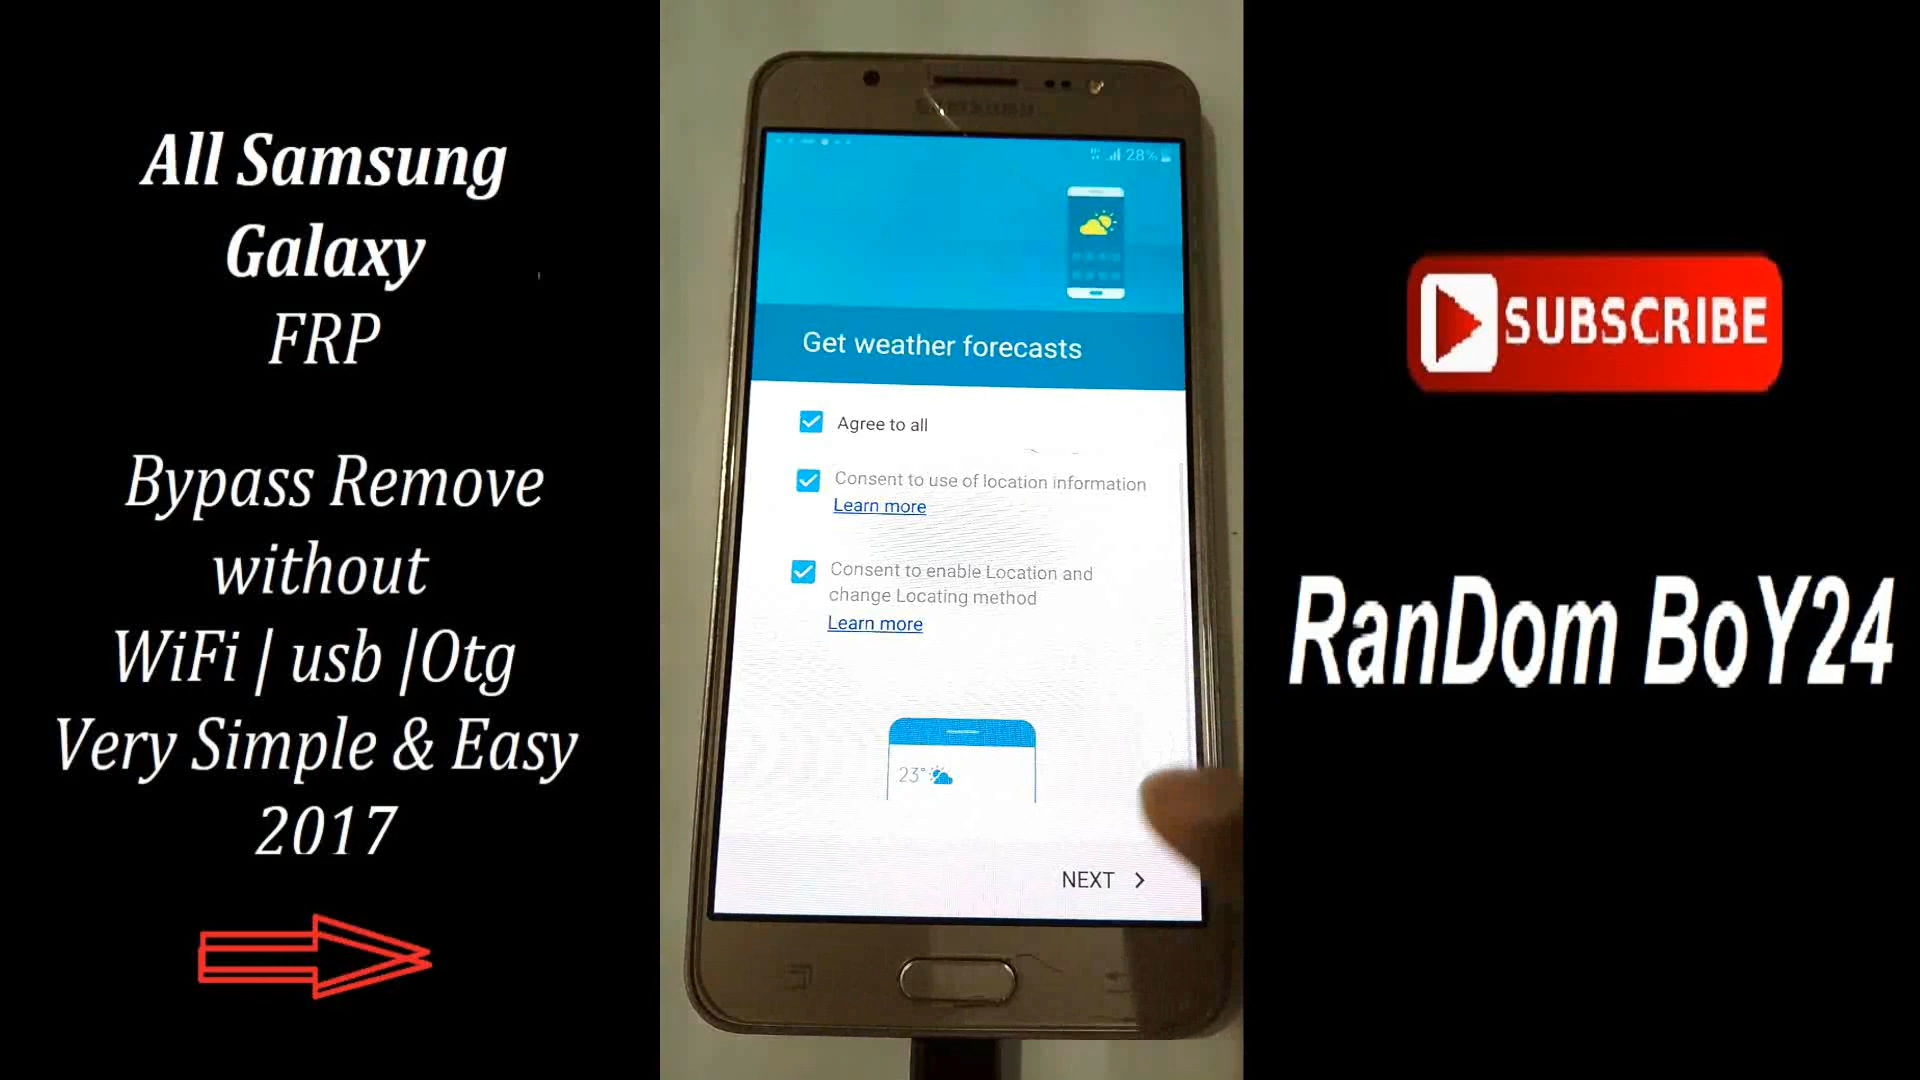 All Samsung
Galaxy
FRP
Bypass Remove
without
WiFi | usb |Otg
Very Simple & Easy
2017
SAMSUNG
28%
Get weather forecasts
Agree to all
Consent to use of location information
Learn more
Consent to enable Location and
change Locating method
Learn more
23°
NEXT >
SUBSCRIBE
RanDom BoY24